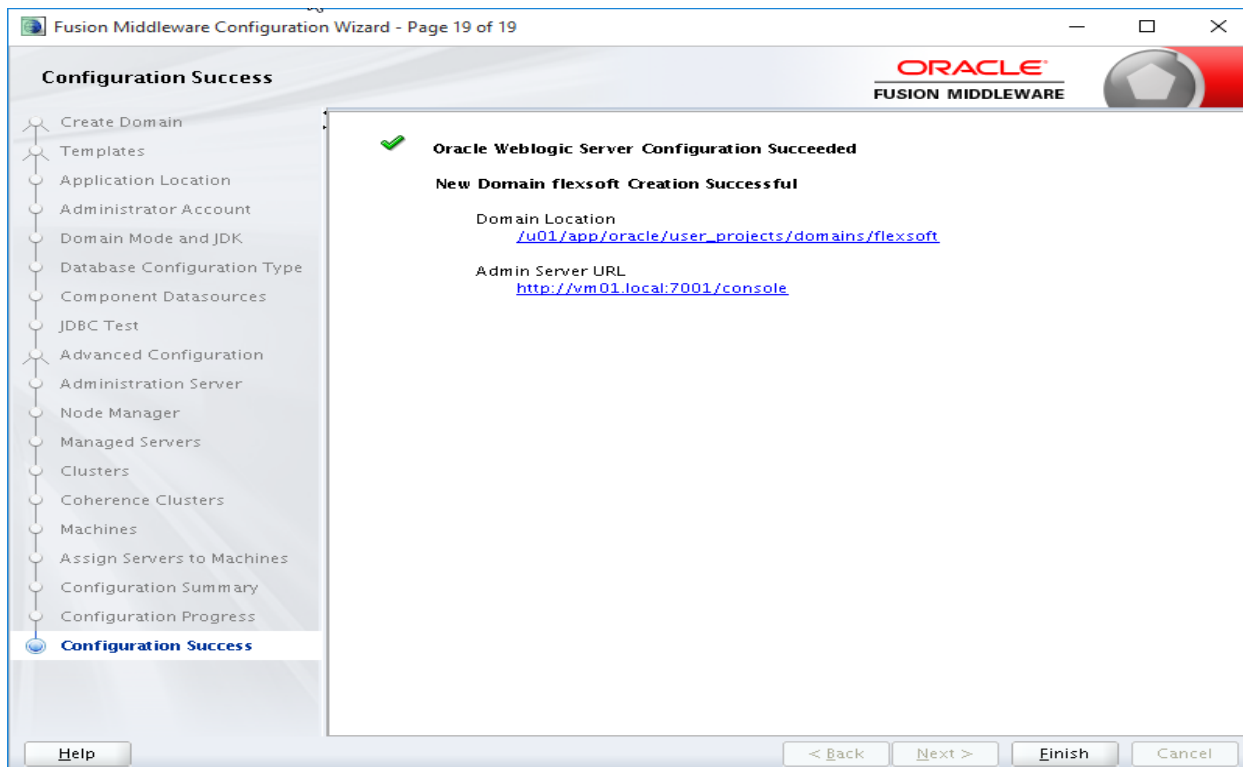 Fusion Middleware Configuration Wizard - Page 19 of 19
Configuration Success
ORACLE
FUSION MIDDLEWARE
Create Domain
Templates
Application Location
Administrator Account
Domain Mode and JDK
Database Configuration Type
Component Datasources
JDBC Test
Advanced Configuration
Administration Server
Node Manager
Managed Servers
Clusters
Coherence Clusters
Machines
Assign Servers to Machines
Configuration Summary
Configuration Progress
Configuration Success
Oracle Weblogic Server Configuration Succeeded
New Domain flexsoft Creation Successful
Domain Location
/u01/app/oracle/user_projects/domains/flexsoft
Admin Server URL
http://vm01.local:7001/console
Help
< Back
Next >
Finish
Cancel